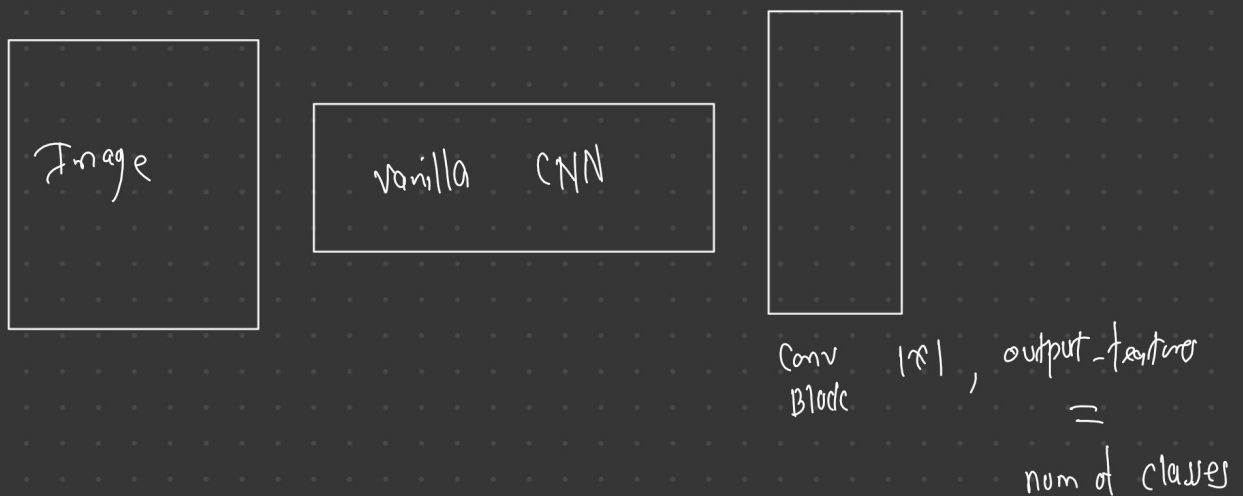 Image
vanilla CNN
Conv 1x1, output_features
Block
=
num of classes